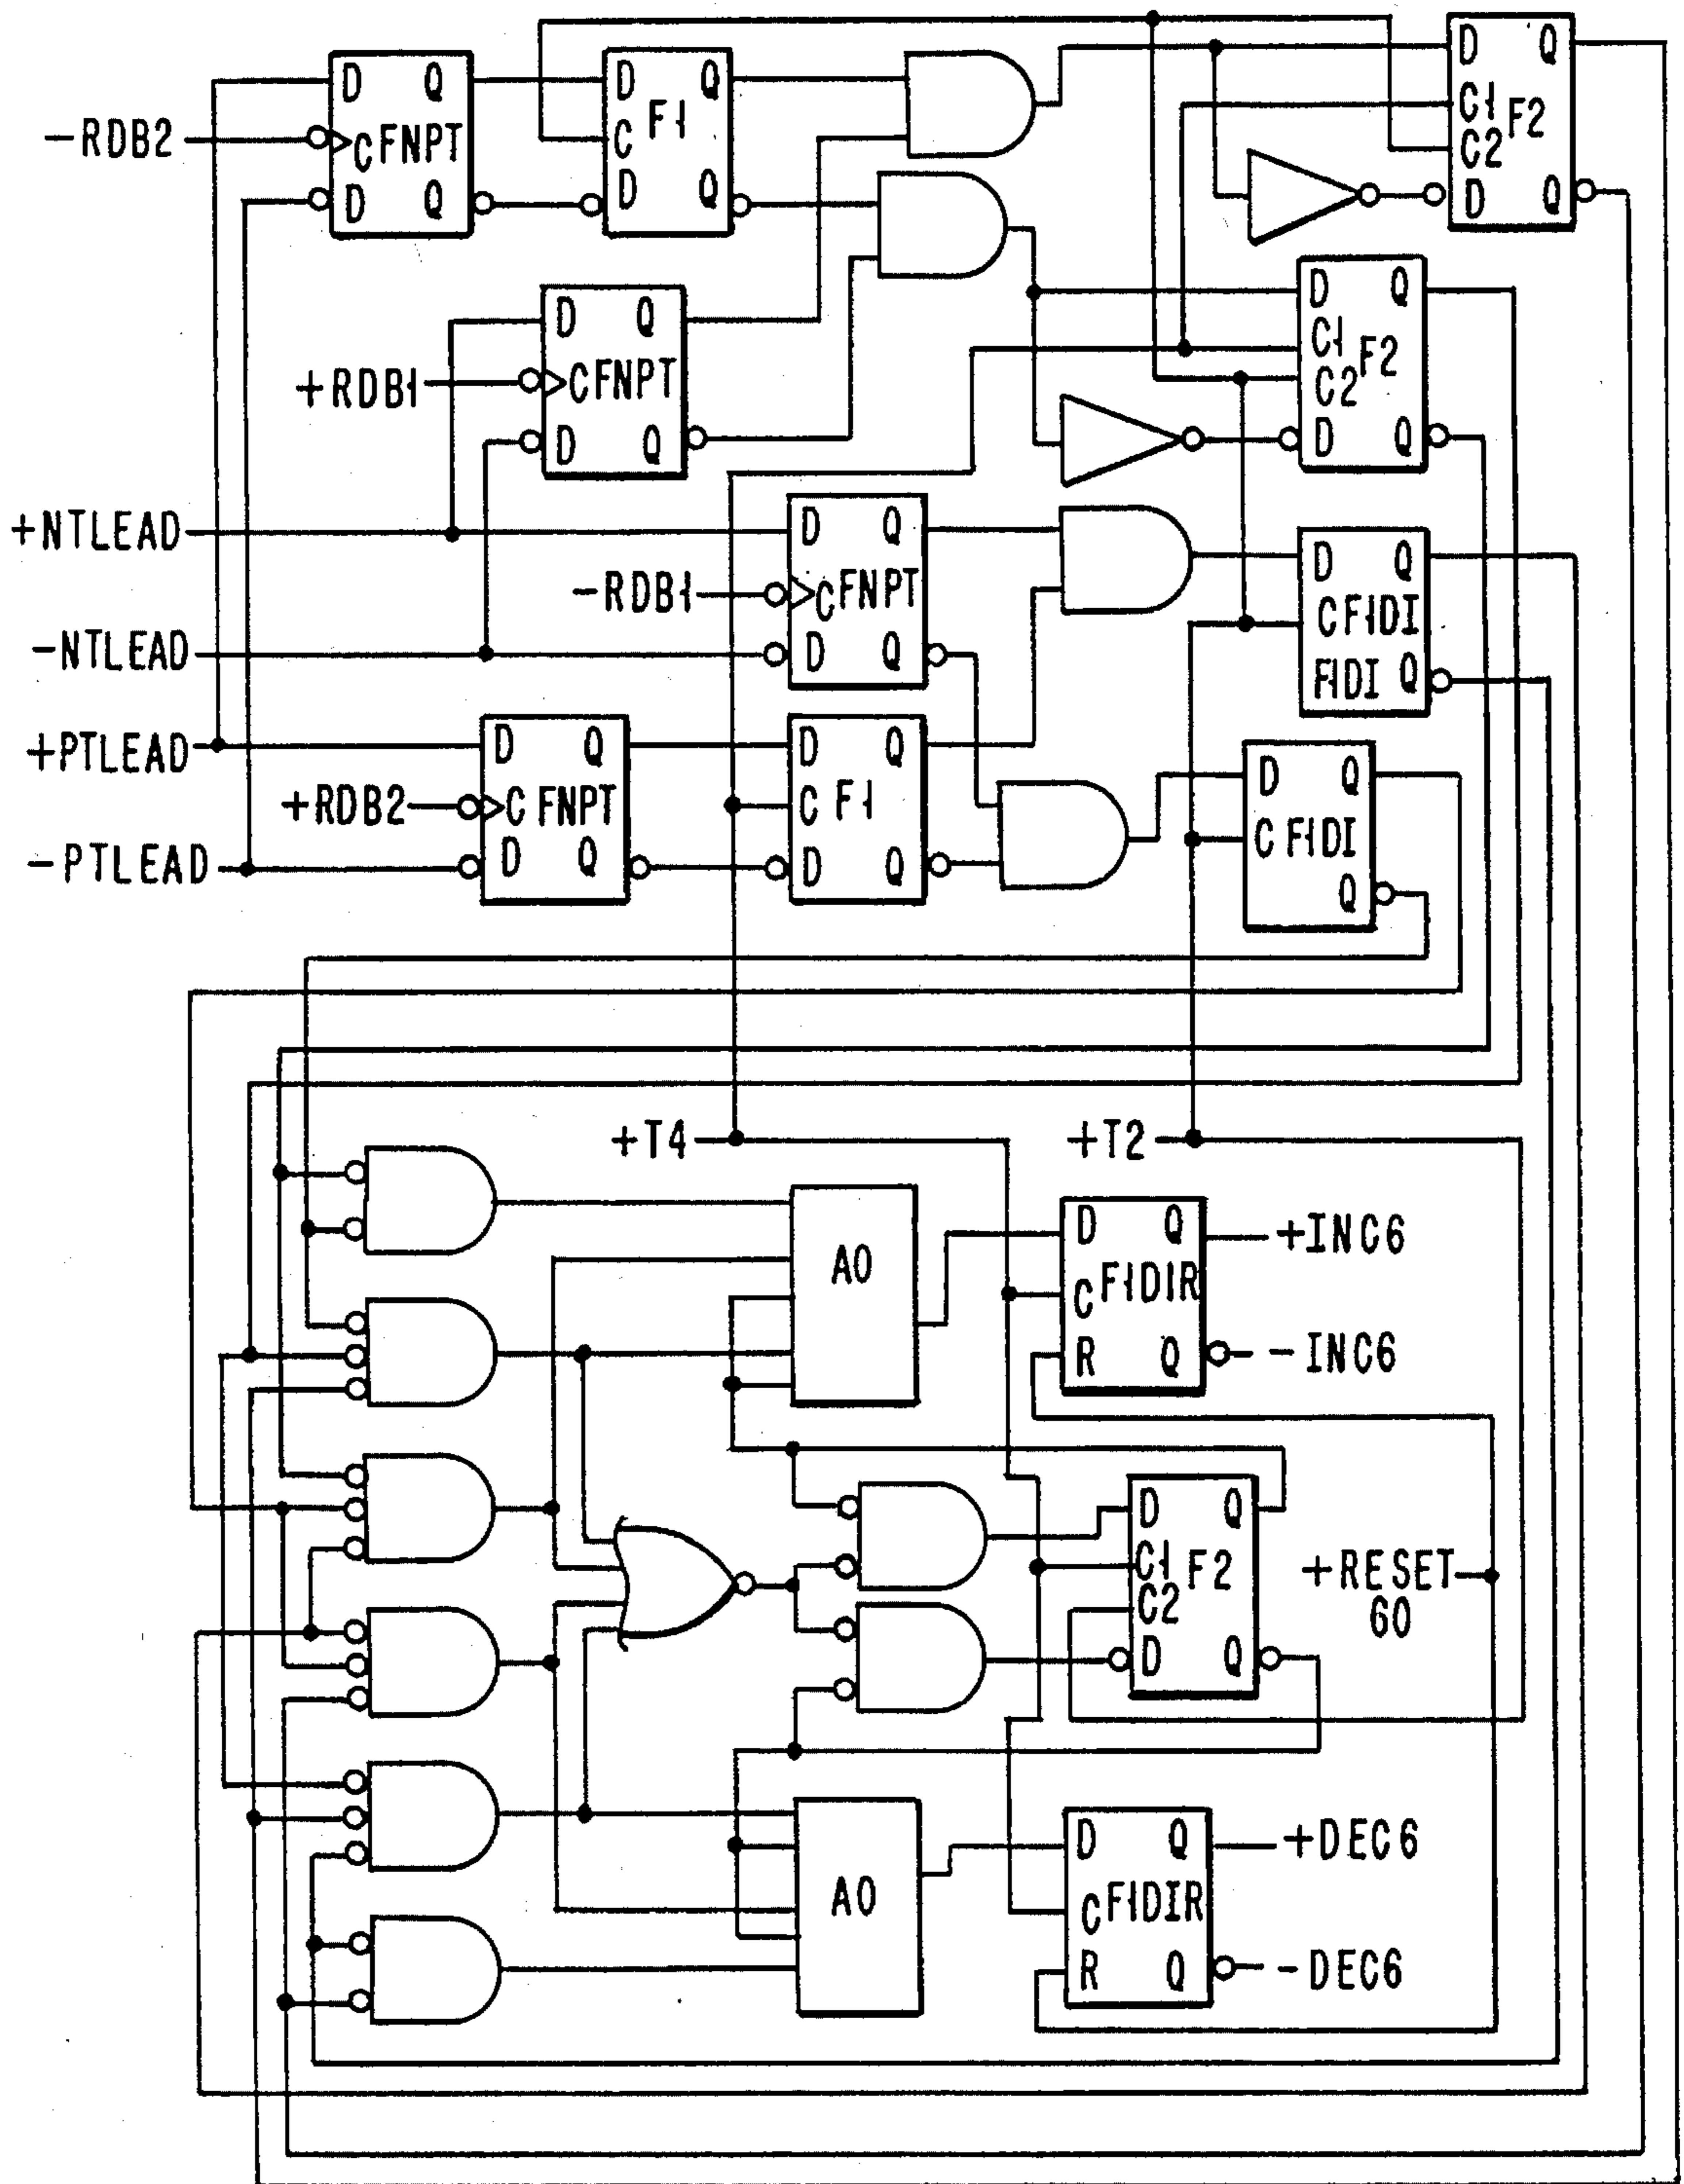 D Q
F1
D Q
D Q
-RDB2
C FNPT
C
C1 F2
C2
D Q
D
Q
D Q
D Q
D Q
C1 F2
C2
+RDB1
C FNPT
D Q
D Q
+NTLEAD
D Q
D Q
-RDB1
C FNPT
C F1DI
-NTLEAD
D Q
F1DI Q
+PTLEAD
D Q
D Q
D Q
+RDB2
C FNPT
C F1
C F1DI
-PTLEAD
D Q
D Q
Q
+T4
+T2
AO
D Q
+INC6
C F1DIR
R Q
-INC6
D Q
C1 F2
C2
+RESET
60
D Q
AO
D Q
+DEC6
C F1DIR
R Q
-DEC6